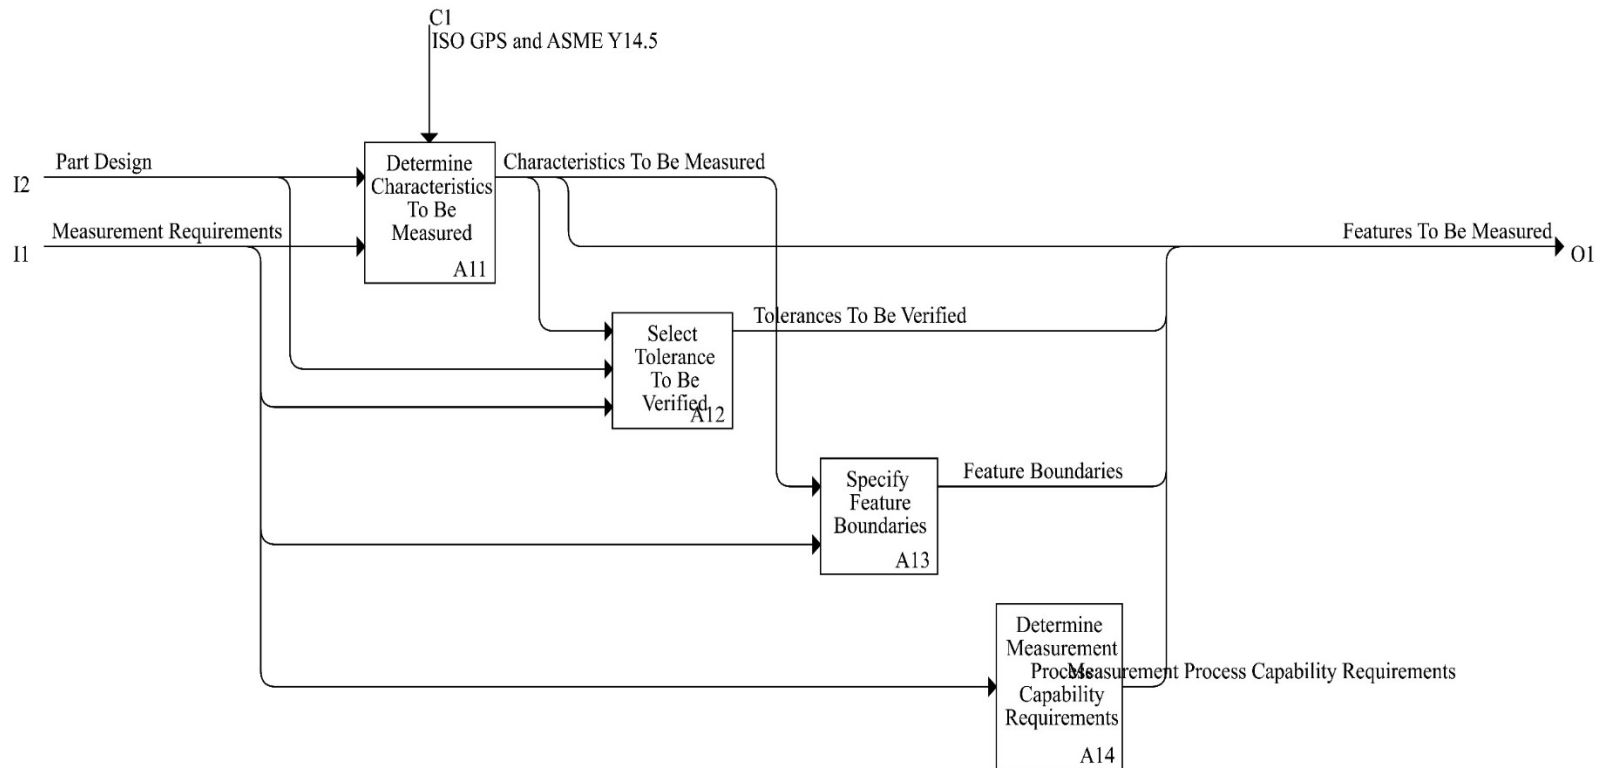 C1
ISO GPS and ASME Y14.5
Part Design
I2
Measurement Requirements
I1
Determine
Characteristics
To Be
Measured
A11
Characteristics To Be Measured
Features To Be Measured
O1
Select
Tolerance
To Be
Verified
A12
Tolerances To Be Verified
Specify
Feature
Boundaries
A13
Feature Boundaries
Determine
Measurement
Process
Capability
Requirements
A14
Measurement Process Capability Requirements